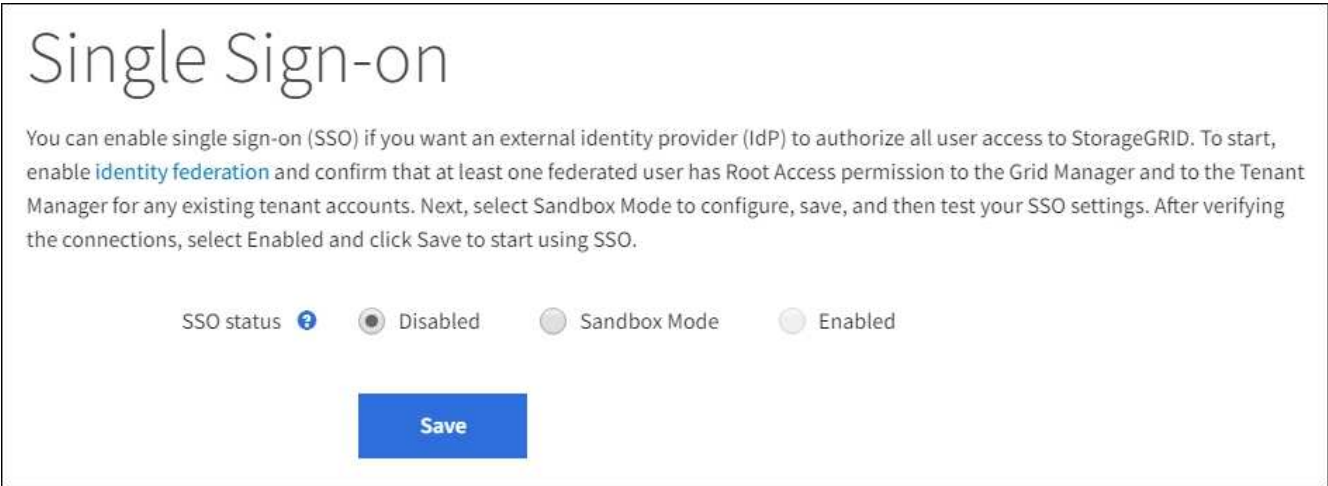 Single Sign-on
You can enable single sign-on (SSO) if you want an external identity provider (IdP) to authorize all user access to StorageGRID. To start,
enable identity federation and confirm that at least one federated user has Root Access permission to the Grid Manager and to the Tenant
Manager for any existing tenant accounts. Next, select Sandbox Mode to configure, save, and then test your SSO settings. After verifying
the connections, select Enabled and click Save to start using SSO.
SSO status ? Disabled Sandbox Mode Enabled
Save